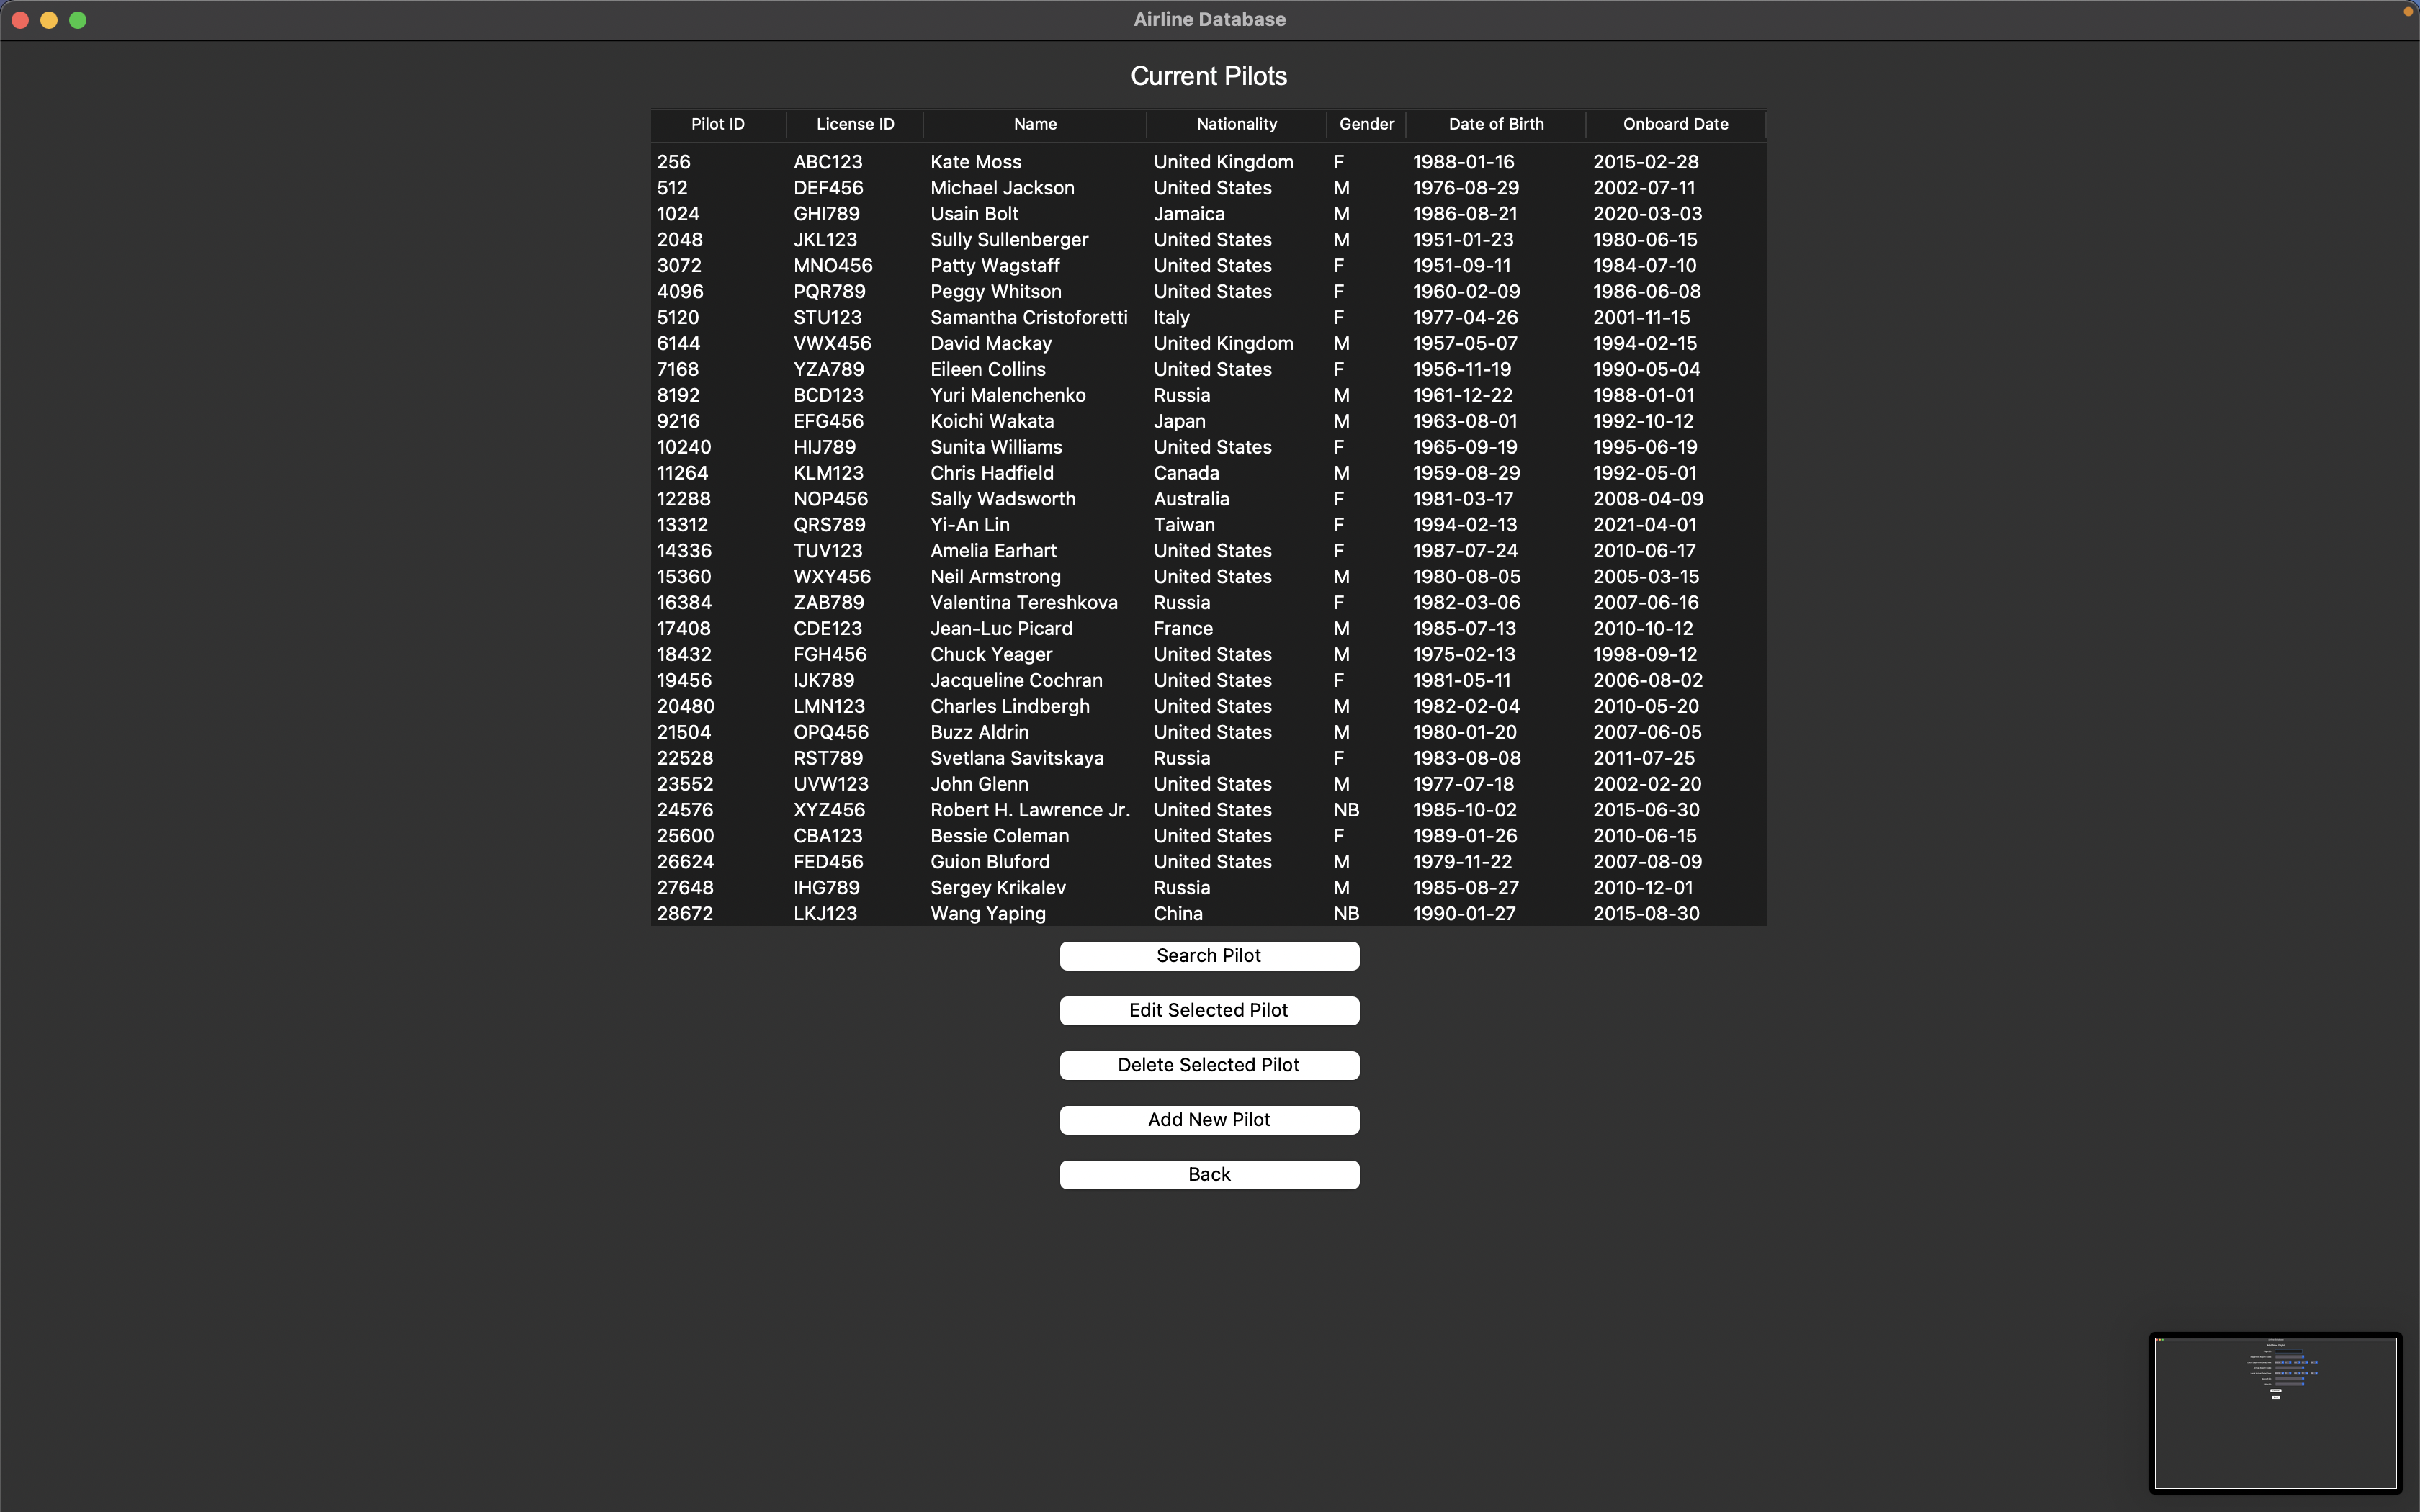 Airline Database
Current Pilots
Pilot ID License ID Name Nationality Gender Date of Birth Onboard Date
256 ABC123 Kate Moss United Kingdom F 1988-01-16 2015-02-28
512 DEF456 Michael Jackson United States M 1976-08-29 2002-07-11
1024 GHI789 Usain Bolt Jamaica M 1986-08-21 2020-03-03
2048 JKL123 Sully Sullenberger United States M 1951-01-23 1980-06-15
3072 MNO456 Patty Wagstaff United States F 1951-09-11 1984-07-10
4096 PQR789 Peggy Whitson United States F 1960-02-09 1986-06-08
5120 STU123 Samantha Cristoforetti Italy F 1977-04-26 2001-11-15
6144 VWX456 David Mackay United Kingdom M 1957-05-07 1994-02-15
7168 YZA789 Eileen Collins United States F 1956-11-19 1990-05-04
8192 BCD123 Yuri Malenchenko Russia M 1961-12-22 1988-01-01
9216 EFG456 Koichi Wakata Japan M 1963-08-01 1992-10-12
10240 HIJ789 Sunita Williams United States F 1965-09-19 1995-06-19
11264 KLM123 Chris Hadfield Canada M 1959-08-29 1992-05-01
12288 NOP456 Sally Wadsworth Australia F 1981-03-17 2008-04-09
13312 QRS789 Yi-An Lin Taiwan F 1994-02-13 2021-04-01
14336 TUV123 Amelia Earhart United States F 1987-07-24 2010-06-17
15360 WXY456 Neil Armstrong United States M 1980-08-05 2005-03-15
16384 ZAB789 Valentina Tereshkova Russia F 1982-03-06 2007-06-16
17408 CDE123 Jean-Luc Picard France M 1985-07-13 2010-10-12
18432 FGH456 Chuck Yeager United States M 1975-02-13 1998-09-12
19456 IJK789 Jacqueline Cochran United States F 1981-05-11 2006-08-02
20480 LMN123 Charles Lindbergh United States M 1982-02-04 2010-05-20
21504 OPQ456 Buzz Aldrin United States M 1980-01-20 2007-06-05
22528 RST789 Svetlana Savitskaya Russia F 1983-08-08 2011-07-25
23552 UVW123 John Glenn United States M 1977-07-18 2002-02-20
24576 XYZ456 Robert H. Lawrence Jr. United States NB 1985-10-02 2015-06-30
25600 CBA123 Bessie Coleman United States F 1989-01-26 2010-06-15
26624 FED456 Guion Bluford United States M 1979-11-22 2007-08-09
27648 IHG789 Sergey Krikalev Russia M 1985-08-27 2010-12-01
28672 LKJ123 Wang Yaping China NB 1990-01-27 2015-08-30
Search Pilot
Edit Selected Pilot
Delete Selected Pilot
Add New Pilot
Back